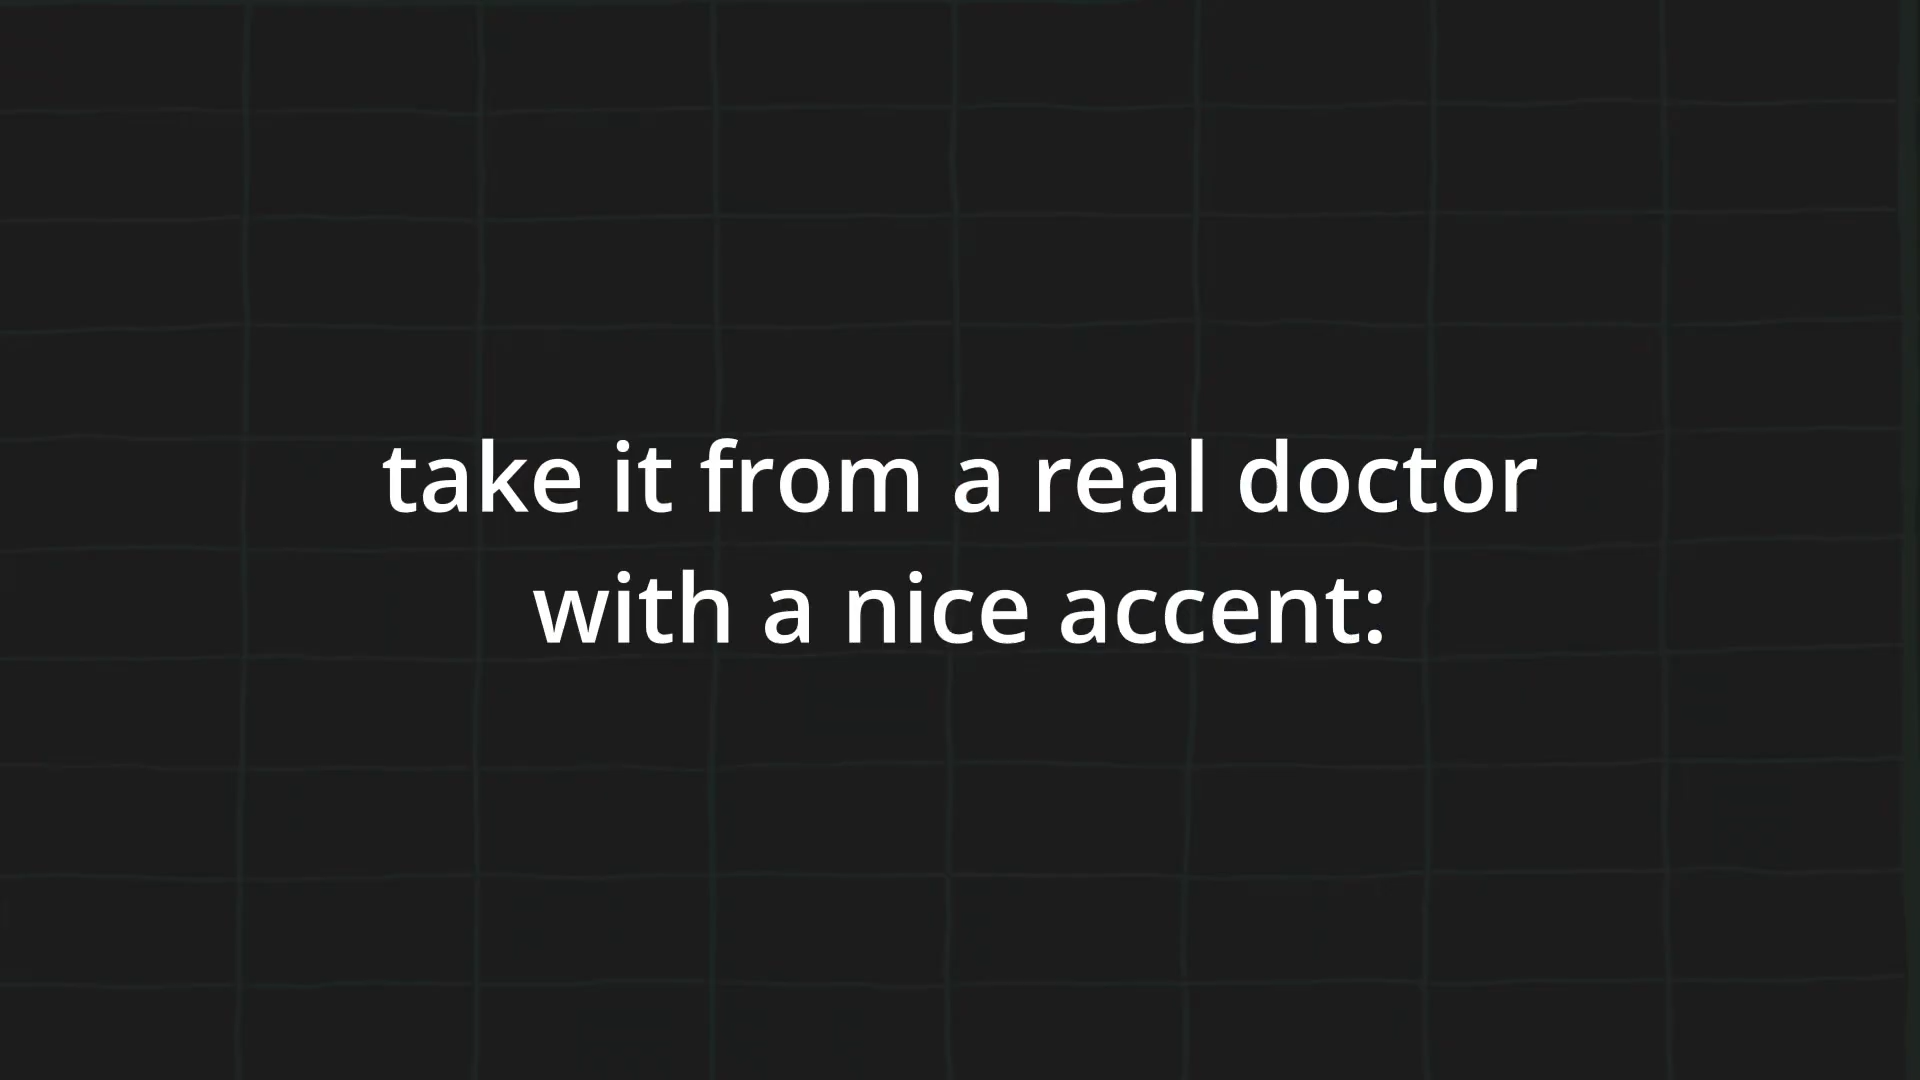 take it from a real doctor
with a nice accent: